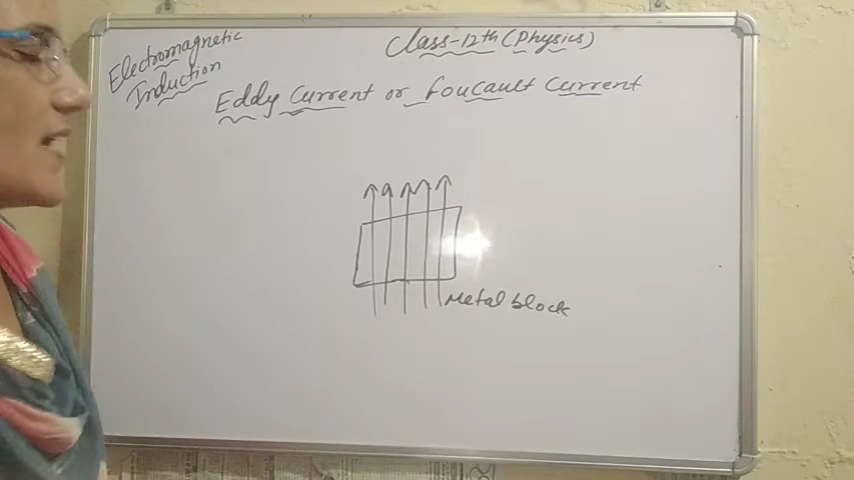 Electromagnetic
Induction
Class-12th (Physics)
Eddy Current or Foucault Current
Metal block